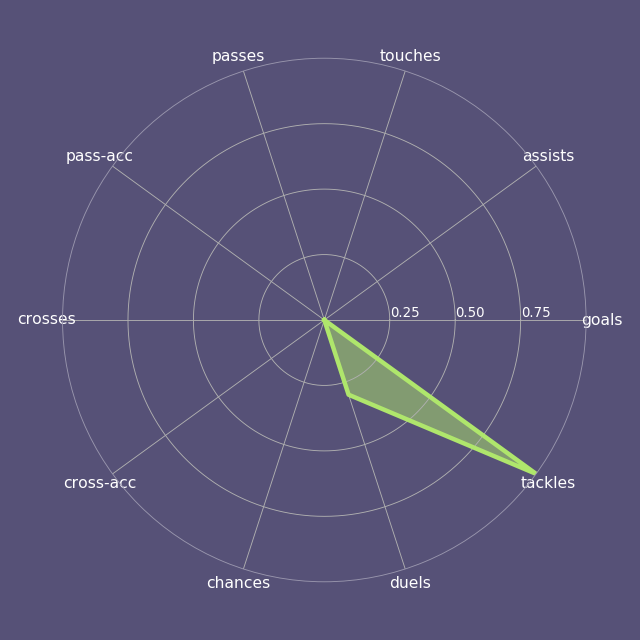 passes
touches
pass-acc
assists
crosses
0.25
0.50
0.75
goals
cross-acc
tackles
chances
duels